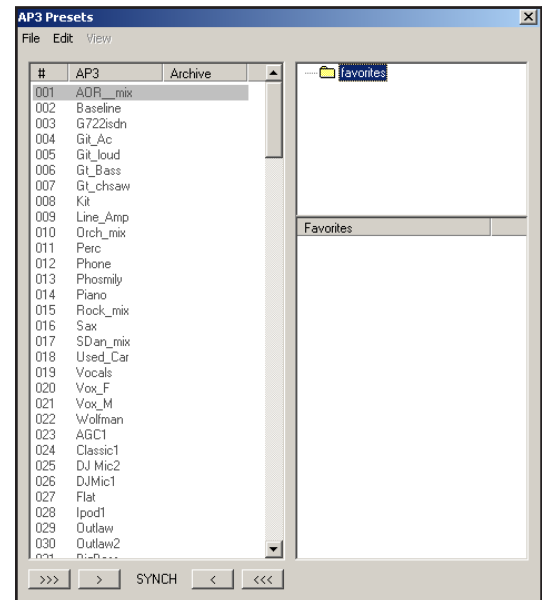 AP3 Presets
File Edit View
# AP3 Archive
001 AOR__mix
002 Baseline
003 G722isdn
004 Git_Ac
005 Git_loud
006 Gt_Bass
007 Gt_chsaw
008 Kit
009 Line_Amp
010 Orch_mix
011 Perc
012 Phone
013 Phosmily
014 Piano
015 Rock_mix
016 Sax
017 SDan_mix
018 Used_Car
019 Vocals
020 Vox_F
021 Vox_M
022 Wolfman
023 AGC1
024 Classic1
025 DJ Mic2
026 DJMic1
027 Flat
028 Ipod1
029 Outlaw
030 Outlaw2
>>> > SYNCH < <<<
favorites
Favorites